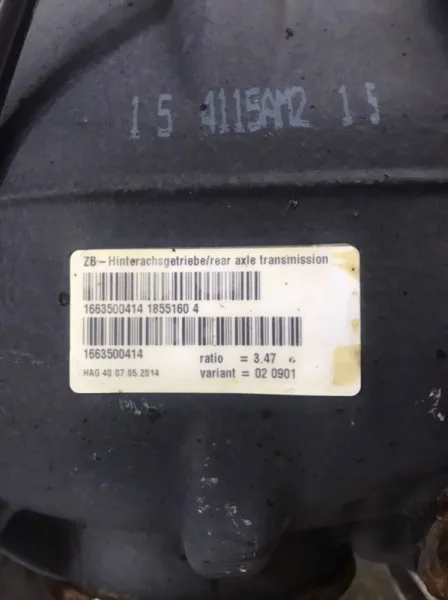 1 5 4115AM2 1 5
ZB-Hinterachsgetriebe/rear axle transmission
1663500414 1855160 4
1663500414
ratio = 3.47
HAG 40 07.05.2014
variant = 02 0901